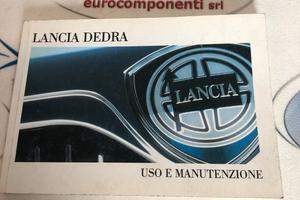 eurocomponenti srl
LANCIA DEDRA
LANCIA
USO E MANUTENZIONE